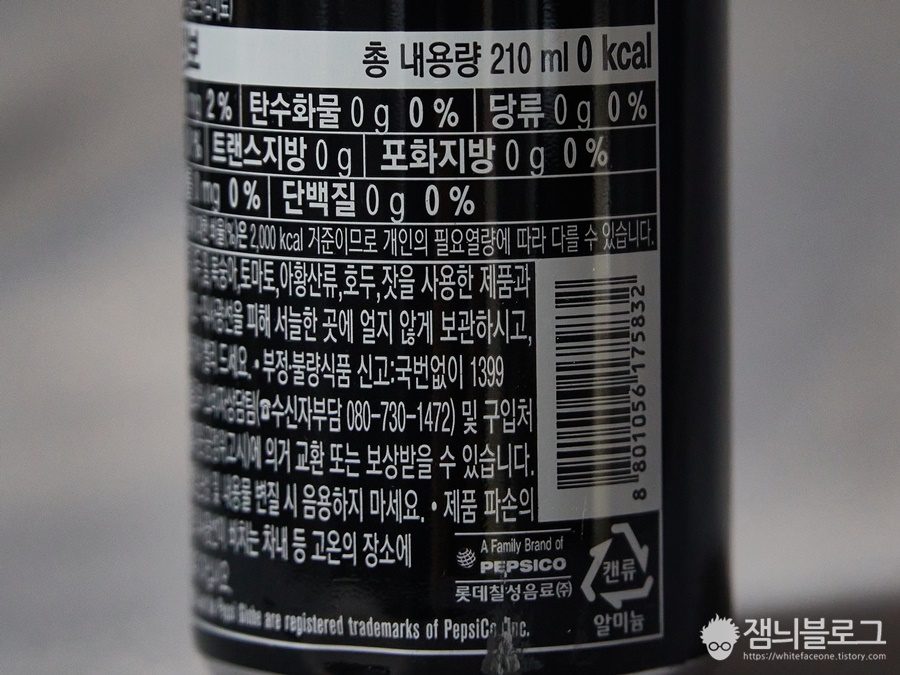 총 내용량 210 ml 0 kcal
2% 탄수화물 0 g 0 % 당류 0 g 0 %
트랜스지방 0 g 포화지방 0 g 0 %
mg 0 % 단백질 0 g 0 %
2,000 kcal 기준이므로 개인의 필요열량에 따라 다를 수 있습니다.
토마토,아황산류,호두,잣을 사용한 제품과
피해 서늘한 곳에 얼지 않게 보관하시고,
드세요. • 부정·불량식품 신고:국번없이 1399
(☎수신자부담 080-730-1472) 및 구입처
의거 교환 또는 보상받을 수 있습니다.
변질 시 음용하지 마세요. • 제품 파손의
차내 등 고온의 장소에
Globe are registered trademarks of PepsiCo, Inc.
8 801056 175832
A Family Brand of
PEPSICO
롯데칠성음료㈜
캔류
알미늄
잼니블로그
https://whitefaceone.tistory.com